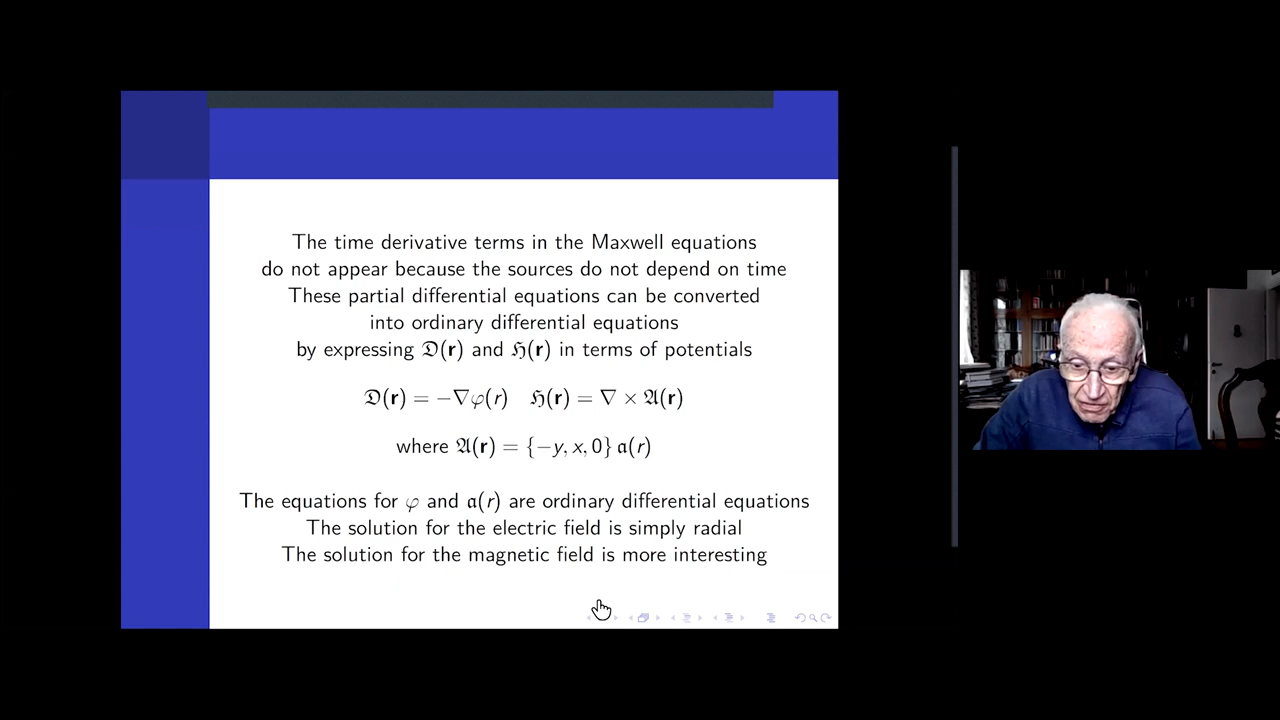 The time derivative terms in the Maxwell equations
do not appear because the sources do not depend on time
These partial differential equations can be converted
into ordinary differential equations
by expressing 𝔇(𝐫) and ℌ(𝐫) in terms of potentials
𝔇(𝐫) = −∇φ(r) ℌ(𝐫) = ∇ × 𝔄(𝐫)
where 𝔄(𝐫) = {−y, x, 0} 𝔞(r)
The equations for φ and 𝔞(r) are ordinary differential equations
The solution for the electric field is simply radial
The solution for the magnetic field is more interesting